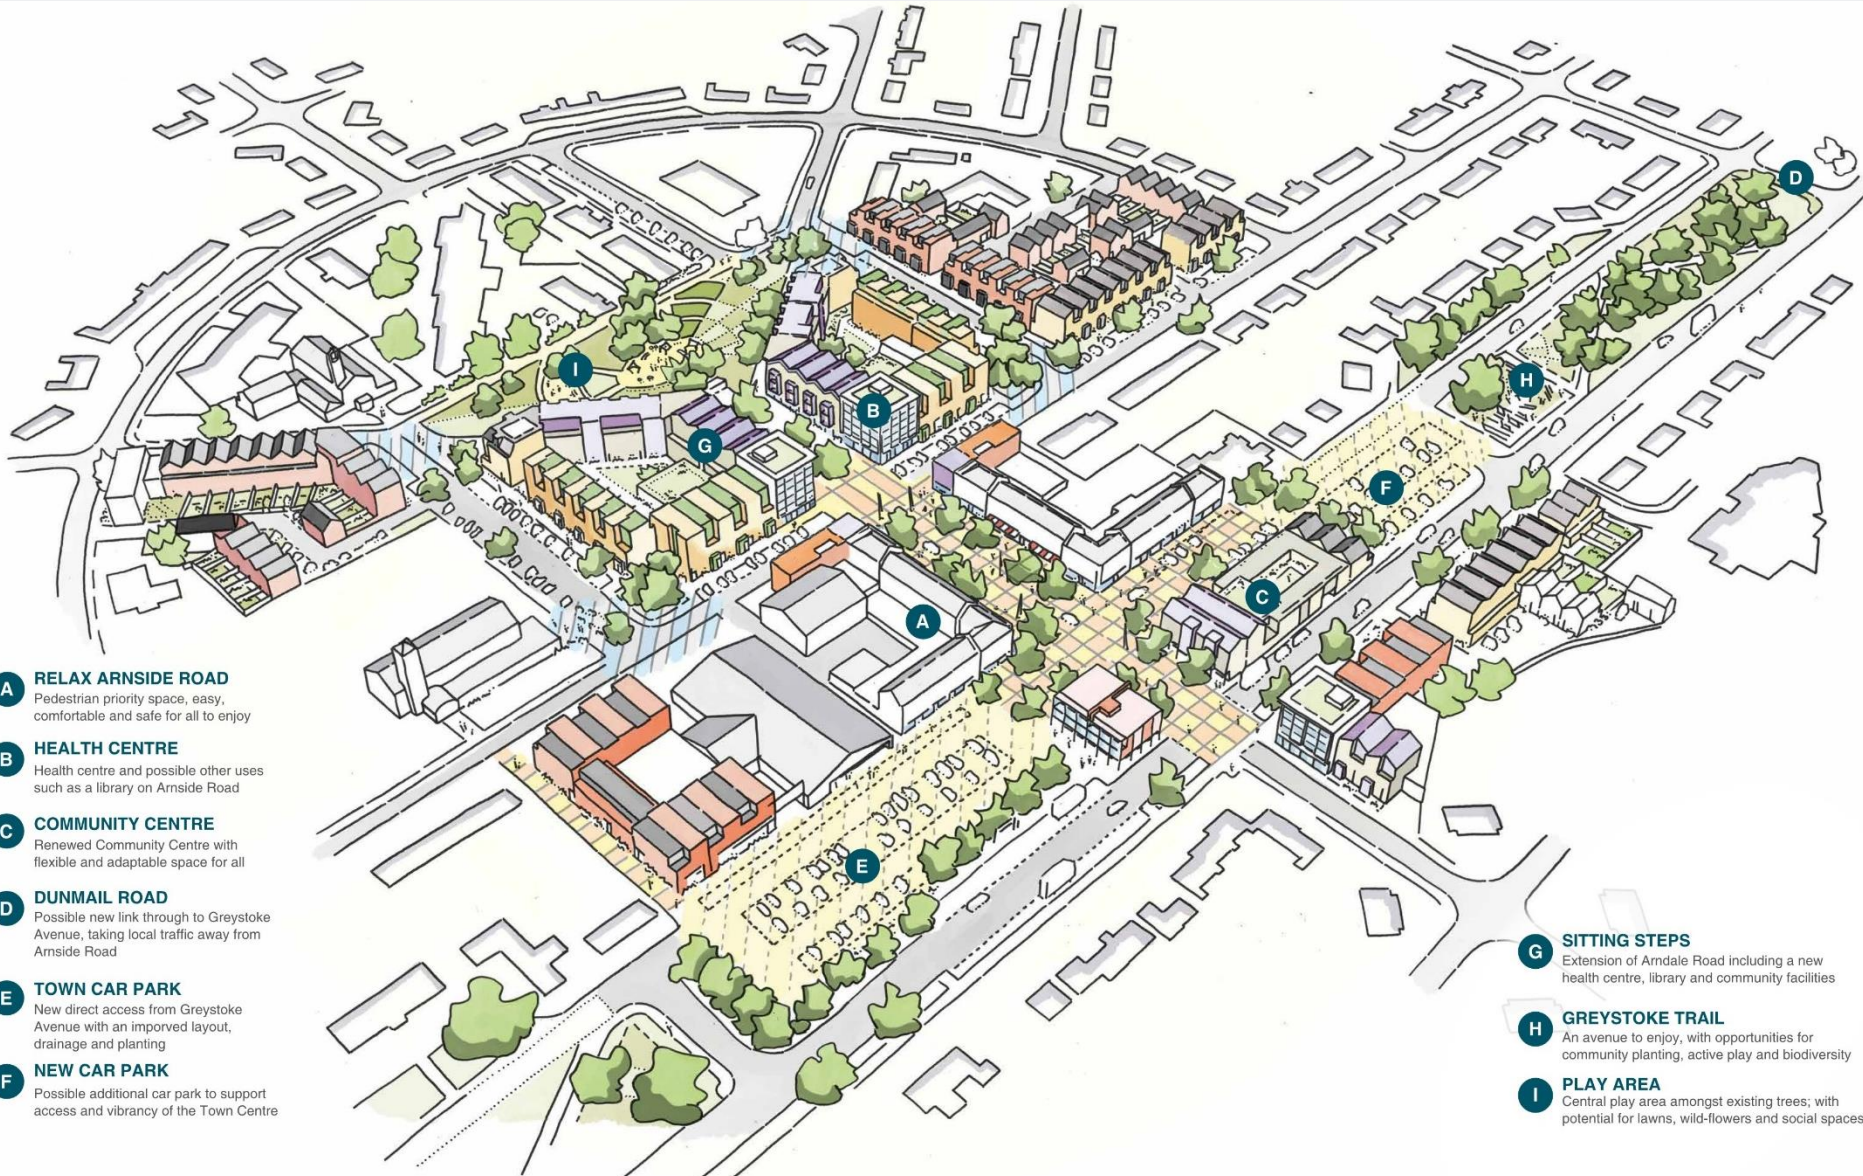 D
I
H
B
G
F
C
A
E
A RELAX ARNSIDE ROAD
Pedestrian priority space, easy,
comfortable and safe for all to enjoy
B HEALTH CENTRE
Health centre and possible other uses
such as a library on Arnside Road
C COMMUNITY CENTRE
Renewed Community Centre with
flexible and adaptable space for all
D DUNMAIL ROAD
Possible new link through to Greystoke
Avenue, taking local traffic away from
Arnside Road
E TOWN CAR PARK
New direct access from Greystoke
Avenue with an imporved layout,
drainage and planting
F NEW CAR PARK
Possible additional car park to support
access and vibrancy of the Town Centre
G SITTING STEPS
Extension of Arndale Road including a new
health centre, library and community facilities
H GREYSTOKE TRAIL
An avenue to enjoy, with opportunities for
community planting, active play and biodiversity
I PLAY AREA
Central play area amongst existing trees; with
potential for lawns, wild-flowers and social spaces